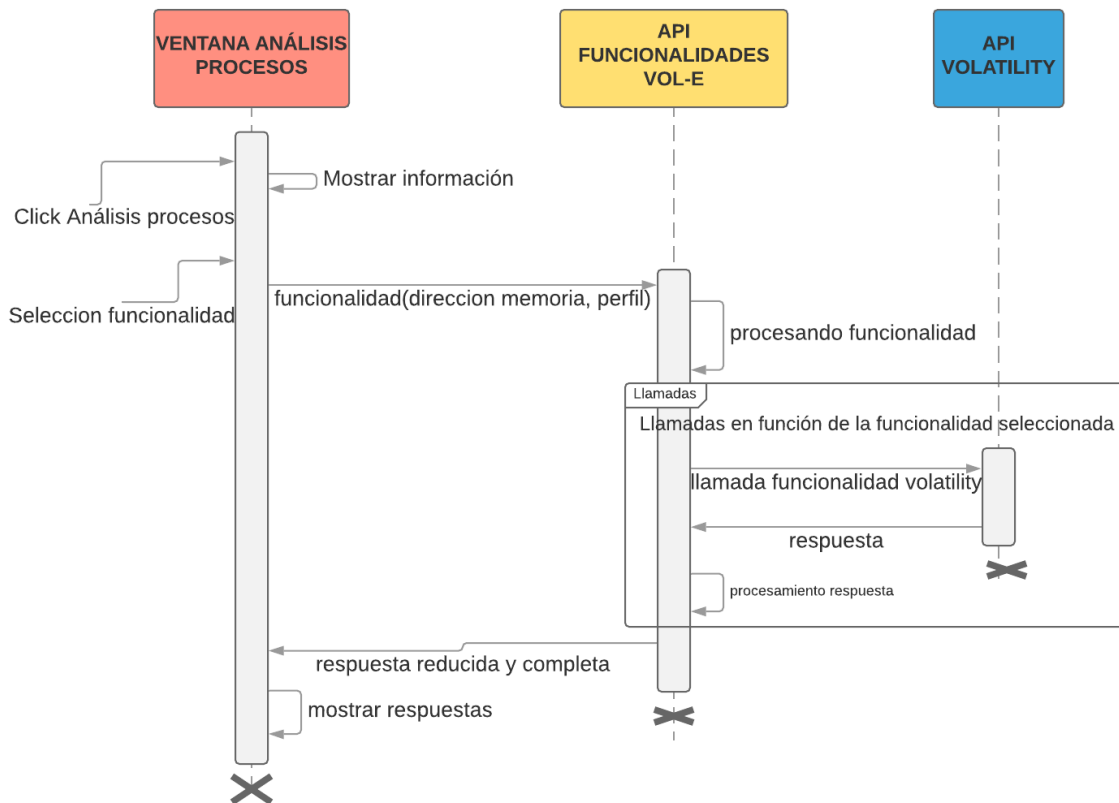 VENTANA ANÁLISIS
PROCESOS
API
FUNCIONALIDADES
VOL-E
API
VOLATILITY
Mostrar información
Click Análisis procesos
funcionalidad(direccion memoria, perfil)
Seleccion funcionalidad
procesando funcionalidad
Llamadas
Llamadas en función de la funcionalidad seleccionada
llamada funcionalidad volatility
respuesta
procesamiento respuesta
respuesta reducida y completa
mostrar respuestas